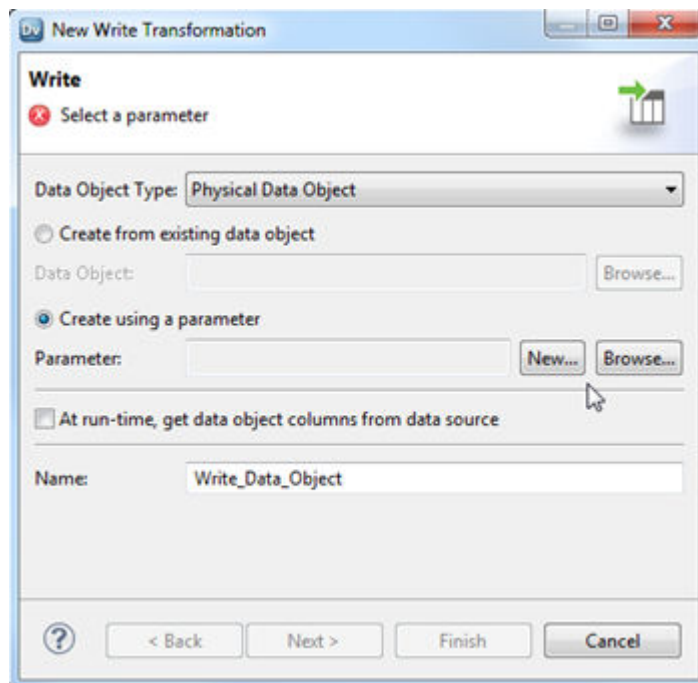 Dv New Write Transformation
Write
Select a parameter
Data Object Type: Physical Data Object
Create from existing data object
Data Object: Browse...
Create using a parameter
Parameter: New... Browse...
At run-time, get data object columns from data source
Name: Write_Data_Object
? < Back Next > Finish Cancel